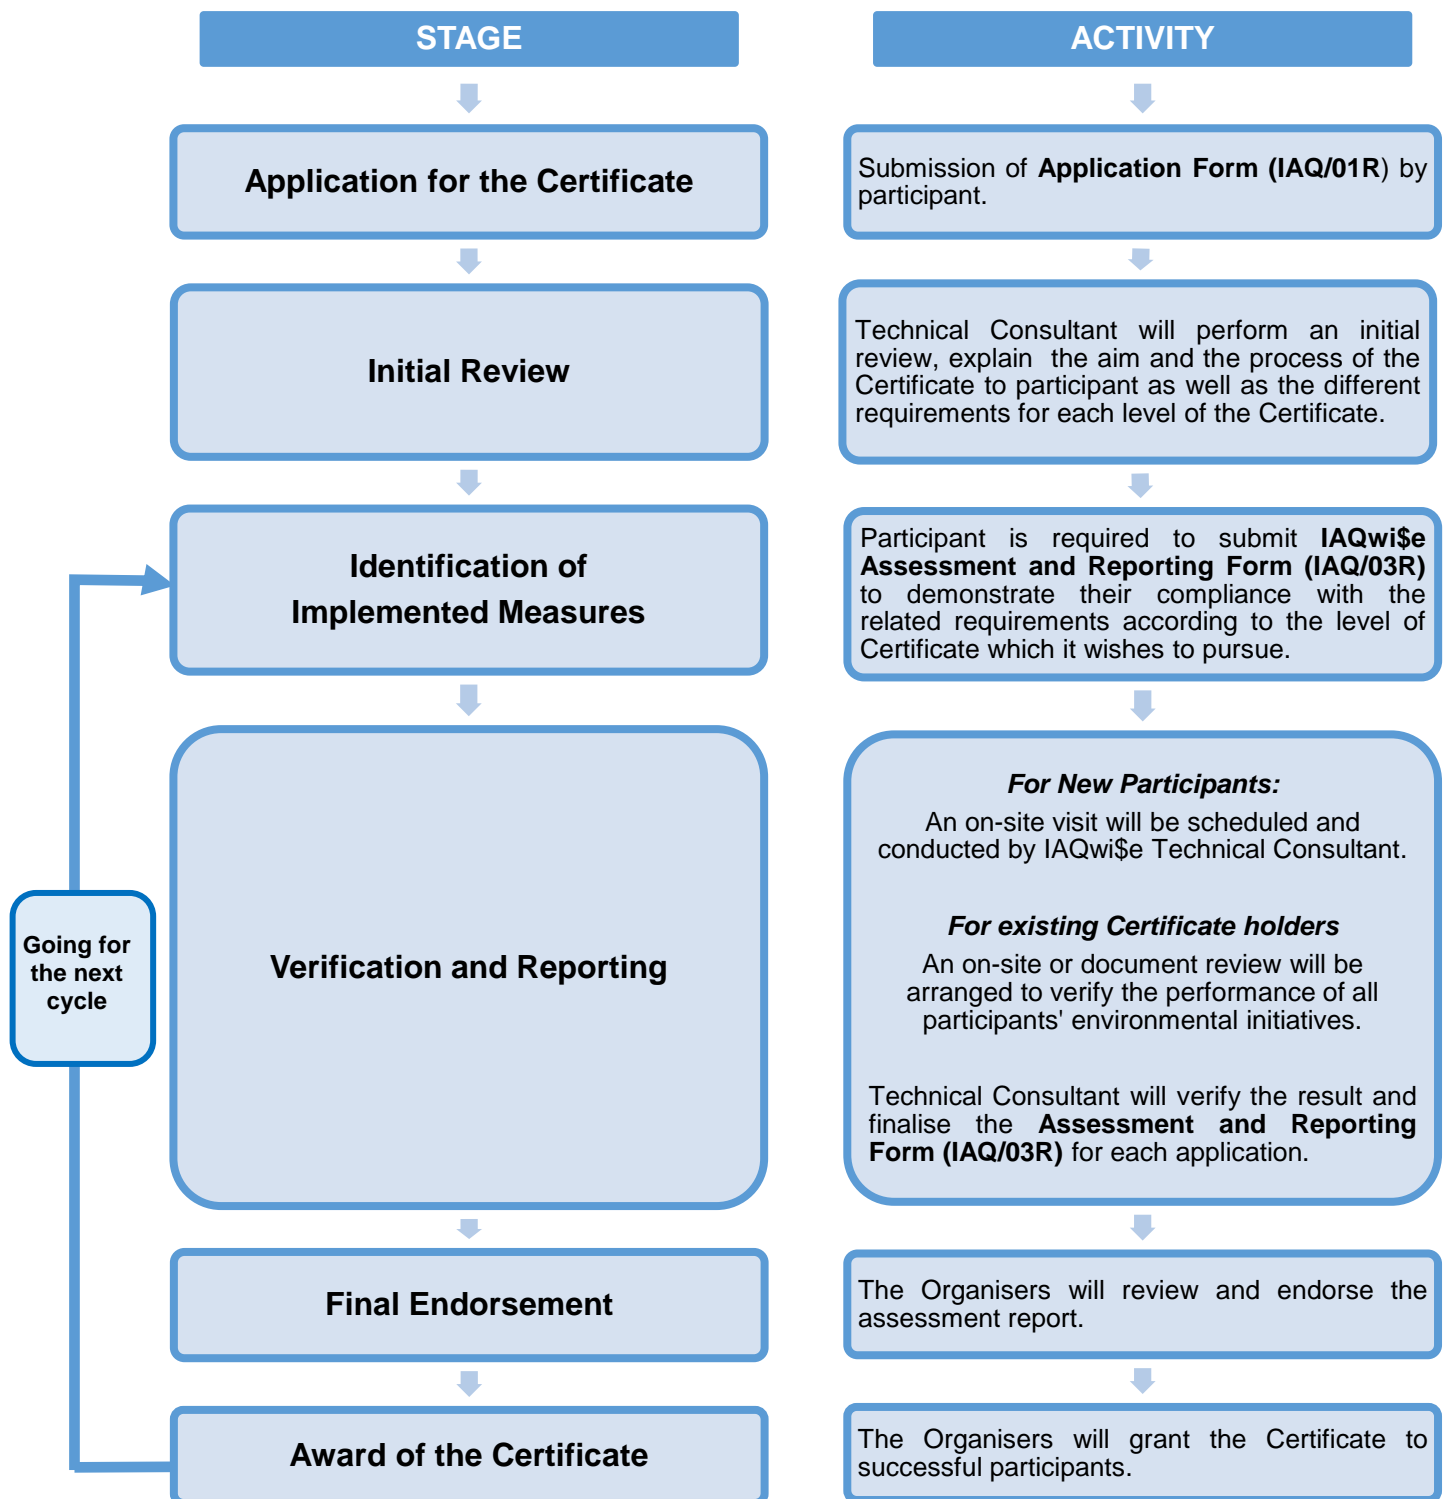 STAGE
ACTIVITY
Application for the Certificate
Submission of Application Form (IAQ/01R) by
participant.
Initial Review
Technical Consultant will perform an initial
review, explain the aim and the process of the
Certificate to participant as well as the different
requirements for each level of the Certificate.
Identification of
Implemented Measures
Participant is required to submit IAQwi$e
Assessment and Reporting Form (IAQ/03R)
to demonstrate their compliance with the
related requirements according to the level of
Certificate which it wishes to pursue.
Going for
the next
cycle
Verification and Reporting
For New Participants:
An on-site visit will be scheduled and
conducted by IAQwi$e Technical Consultant.
For existing Certificate holders
An on-site or document review will be
arranged to verify the performance of all
participants' environmental initiatives.
Technical Consultant will verify the result and
finalise the Assessment and Reporting
Form (IAQ/03R) for each application.
Final Endorsement
The Organisers will review and endorse the
assessment report.
Award of the Certificate
The Organisers will grant the Certificate to
successful participants.